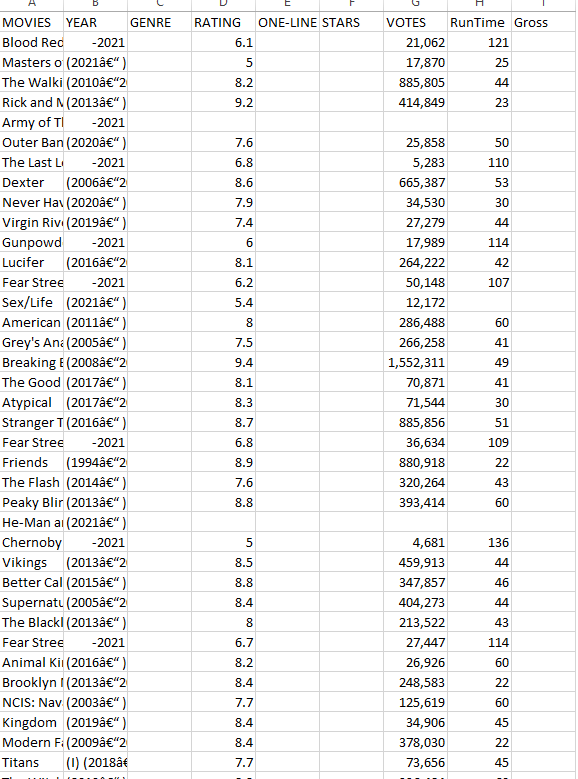 A B C D E F G H I
MOVIES YEAR GENRE RATING ONE-LINE STARS VOTES RunTime Gross
Blood Red -2021 6.1 21,062 121
Masters o (2021â€“ ) 5 17,870 25
The Walki (2010â€“2 8.2 885,805 44
Rick and M (2013â€“ ) 9.2 414,849 23
Army of Tl -2021
Outer Ban (2020â€“ ) 7.6 25,858 50
The Last L -2021 6.8 5,283 110
Dexter (2006â€“2 8.6 665,387 53
Never Hav (2020â€“ ) 7.9 34,530 30
Virgin Riv (2019â€“ ) 7.4 27,279 44
Gunpowd -2021 6 17,989 114
Lucifer (2016â€“2 8.1 264,222 42
Fear Stree -2021 6.2 50,148 107
Sex/Life (2021â€“ ) 5.4 12,172
American (2011â€“ ) 8 286,488 60
Grey's Ana (2005â€“ ) 7.5 266,258 41
Breaking B (2008â€“2 9.4 1,552,311 49
The Good (2017â€“ ) 8.1 70,871 41
Atypical (2017â€“2 8.3 71,544 30
Stranger T (2016â€“ ) 8.7 885,856 51
Fear Stree -2021 6.8 36,634 109
Friends (1994â€“2 8.9 880,918 22
The Flash (2014â€“ ) 7.6 320,264 43
Peaky Blin (2013â€“ ) 8.8 393,414 60
He-Man a (2021â€“ )
Chernoby -2021 5 4,681 136
Vikings (2013â€“2 8.5 459,913 44
Better Cal (2015â€“ ) 8.8 347,857 46
Supernatu (2005â€“2 8.4 404,273 44
The Blackl (2013â€“ ) 8 213,522 43
Fear Stree -2021 6.7 27,447 114
Animal Ki (2016â€“ ) 8.2 26,926 60
Brooklyn (2013â€“2 8.4 248,583 22
NCIS: Nav (2003â€“ ) 7.7 125,619 60
Kingdom (2019â€“ ) 8.4 34,906 45
Modern F (2009â€“2 8.4 378,030 22
Titans (I) (2018â€ 7.7 73,656 45